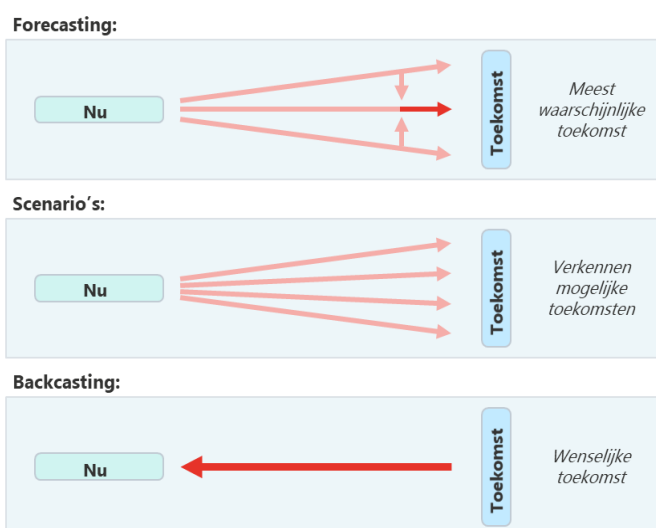 Forecasting:
Nu
Toekomst
Meest
waarschijnlijke
toekomst
Scenario's:
Nu
Toekomst
Verkennen
mogelijke
toekomsten
Backcasting:
Nu
Toekomst
Wenselijke
toekomst